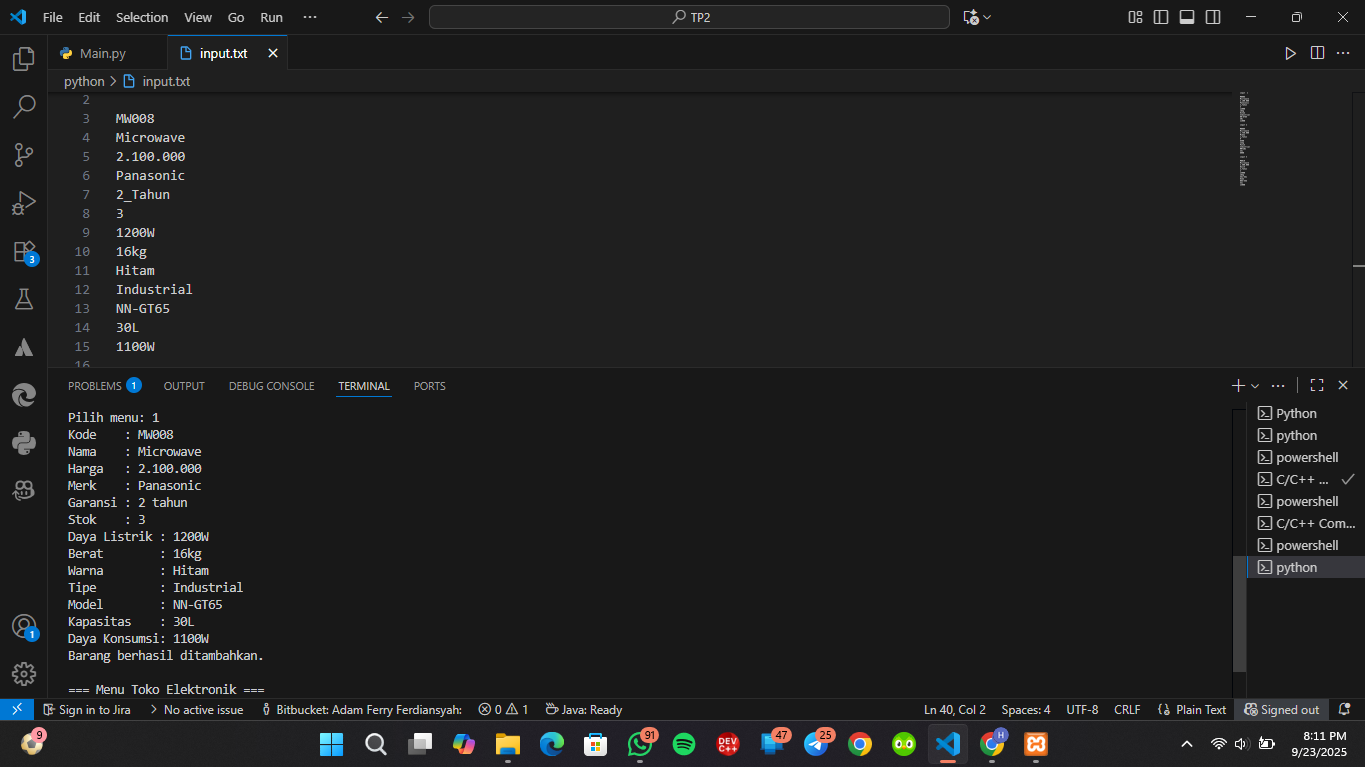 File Edit Selection View Go Run ··· TP2
Main.py input.txt
python > input.txt
2
3 MW008
4 Microwave
5 2.100.000
6 Panasonic
7 2_Tahun
8 3
9 1200W
10 16kg
11 Hitam
12 Industrial
13 NN-GT65
14 30L
15 1100W
16
3
1
PROBLEMS 1 OUTPUT DEBUG CONSOLE TERMINAL PORTS
Pilih menu: 1
Kode : MW008
Nama : Microwave
Harga : 2.100.000
Merk : Panasonic
Garansi : 2 tahun
Stok : 3
Daya Listrik : 1200W
Berat : 16kg
Warna : Hitam
Tipe : Industrial
Model : NN-GT65
Kapasitas : 30L
Daya Konsumsi: 1100W
Barang berhasil ditambahkan.
=== Menu Toko Elektronik ===
Python
python
powershell
C/C++ ...
powershell
C/C++ Com...
powershell
python
Sign in to Jira No active issue Bitbucket: Adam Ferry Ferdiansyah: 0 1 Java: Ready Ln 40, Col 2 Spaces: 4 UTF-8 CRLF {} Plain Text Signed out
9 91 DEV C++ 47 25 H
8:11 PM
9/23/2025